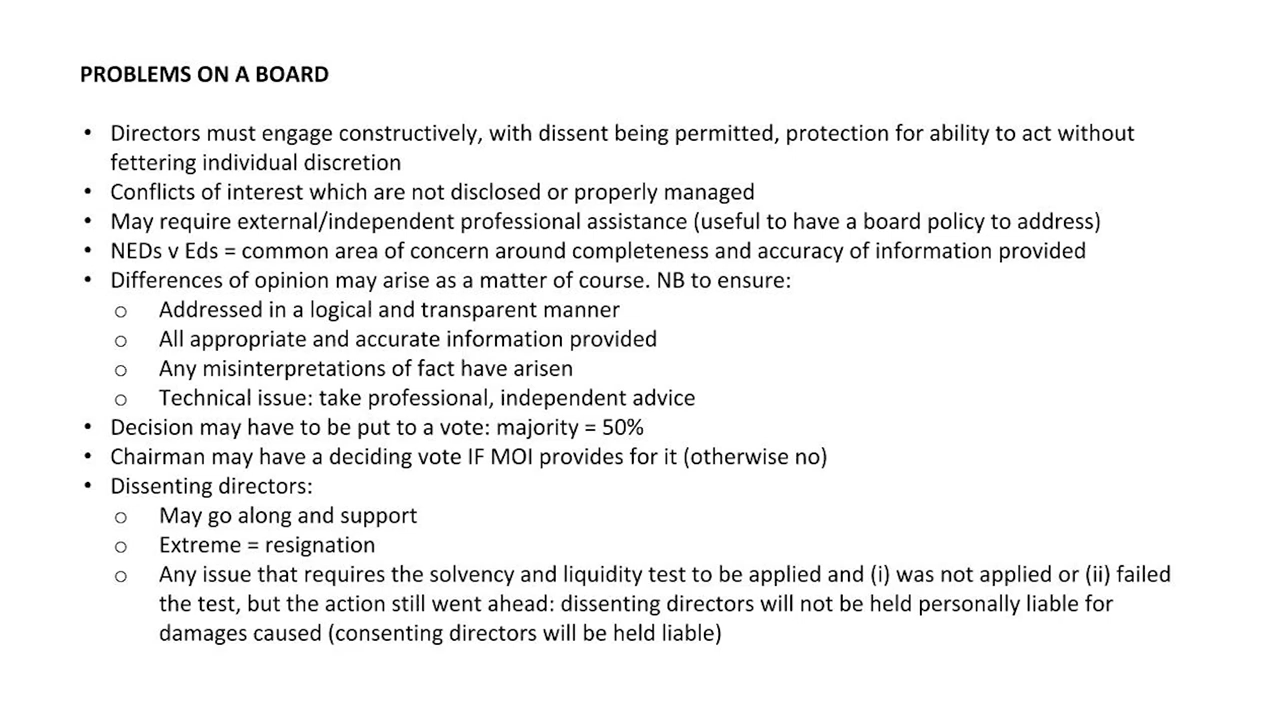 PROBLEMS ON A BOARD
• Directors must engage constructively, with dissent being permitted, protection for ability to act without
fettering individual discretion
• Conflicts of interest which are not disclosed or properly managed
• May require external/independent professional assistance (useful to have a board policy to address)
• NEDs v Eds = common area of concern around completeness and accuracy of information provided
• Differences of opinion may arise as a matter of course. NB to ensure:
o Addressed in a logical and transparent manner
o All appropriate and accurate information provided
o Any misinterpretations of fact have arisen
o Technical issue: take professional, independent advice
• Decision may have to be put to a vote: majority = 50%
• Chairman may have a deciding vote IF MOI provides for it (otherwise no)
• Dissenting directors:
o May go along and support
o Extreme = resignation
o Any issue that requires the solvency and liquidity test to be applied and (i) was not applied or (ii) failed
the test, but the action still went ahead: dissenting directors will not be held personally liable for
damages caused (consenting directors will be held liable)